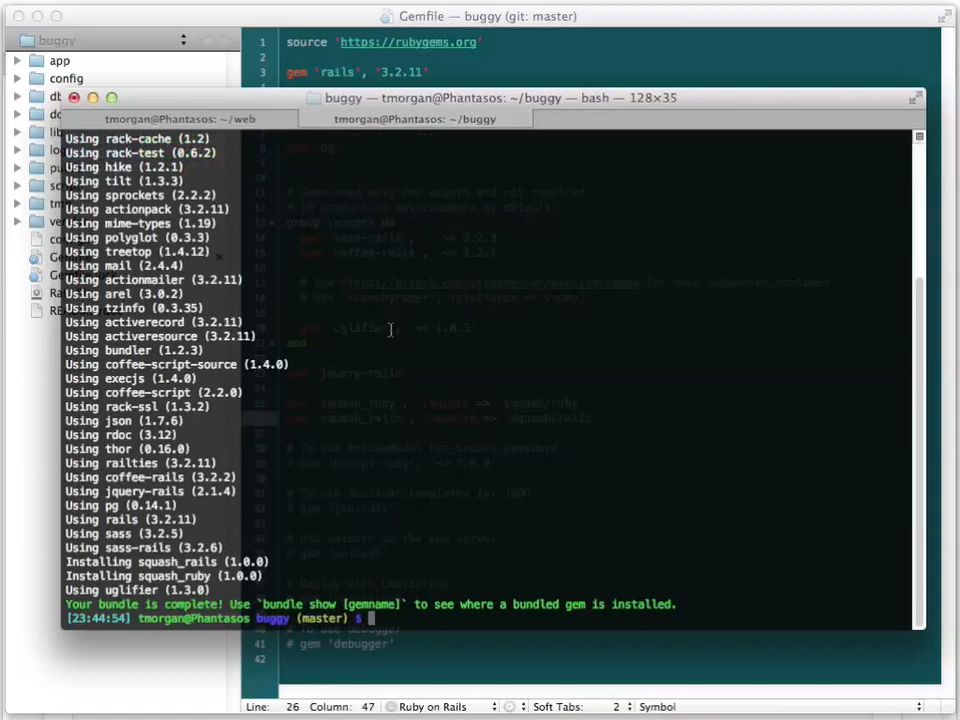 Gemfile — buggy (git: master)
buggy
app
config
db
1 source 'https://rubygems.org'
3 gem 'rails', '3.2.11'
buggy — tmorgan@Phantasos: ~/buggy — bash — 128×35
tmorgan@Phantasos: ~/web
tmorgan@Phantasos: ~/buggy
Using rack-cache (1.2)
Using rack-test (0.6.2)
Using hike (1.2.1)
Using tilt (1.3.3)
Using sprockets (2.2.2)
Using actionpack (3.2.11)
Using mime-types (1.19)
Using polyglot (0.3.3)
Using treetop (1.4.12)
Using mail (2.4.4)
Using actionmailer (3.2.11)
Using arel (3.0.2)
Using tzinfo (0.3.35)
Using activerecord (3.2.11)
Using activeresource (3.2.11)
Using bundler (1.2.3)
Using coffee-script-source (1.4.0)
Using execjs (1.4.0)
Using coffee-script (2.2.0)
Using rack-ssl (1.3.2)
Using json (1.7.6)
Using rdoc (3.12)
Using thor (0.16.0)
Using railties (3.2.11)
Using coffee-rails (3.2.2)
Using jquery-rails (2.1.4)
Using pg (0.14.1)
Using rails (3.2.11)
Using sass (3.2.5)
Using sass-rails (3.2.6)
Installing squash_rails (1.0.0)
Installing squash_ruby (1.0.0)
Using uglifier (1.3.0)
Your bundle is complete! Use `bundle show [gemname]` to see where a bundled gem is installed.
[23:44:54] tmorgan@Phantasos buggy (master) $
group :assets do
end
# To use debugger
41 # gem 'debugger'
42
Line: 26 Column: 47 Ruby on Rails Soft Tabs: 2 Symbol